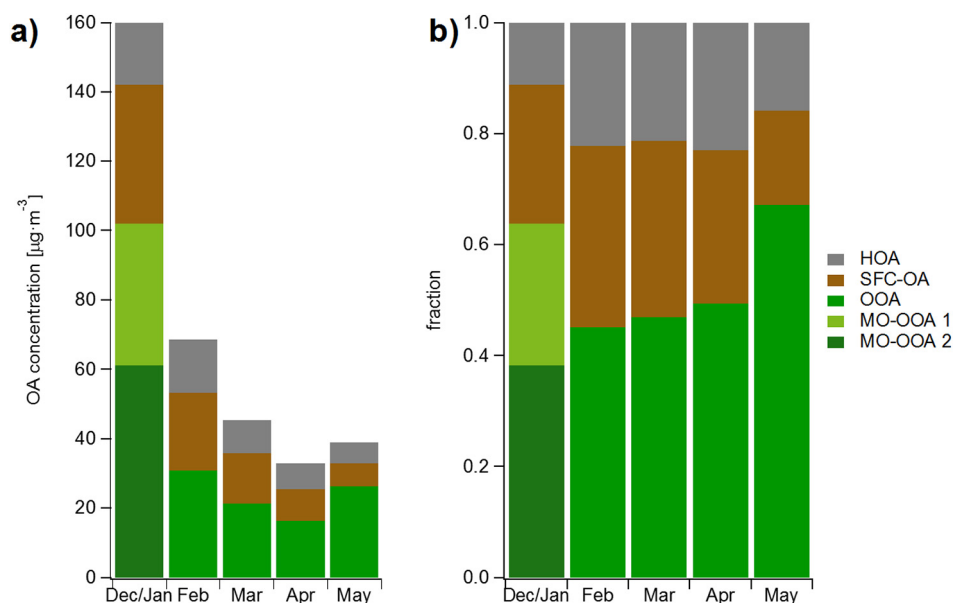 a)
OA concentration [µg·m⁻³]
160
140
120
100
80
60
40
20
0
Dec/Jan Feb Mar Apr May
b)
fraction
1.0
0.8
0.6
0.4
0.2
0.0
Dec/Jan Feb Mar Apr May
HOA
SFC-OA
OOA
MO-OOA 1
MO-OOA 2